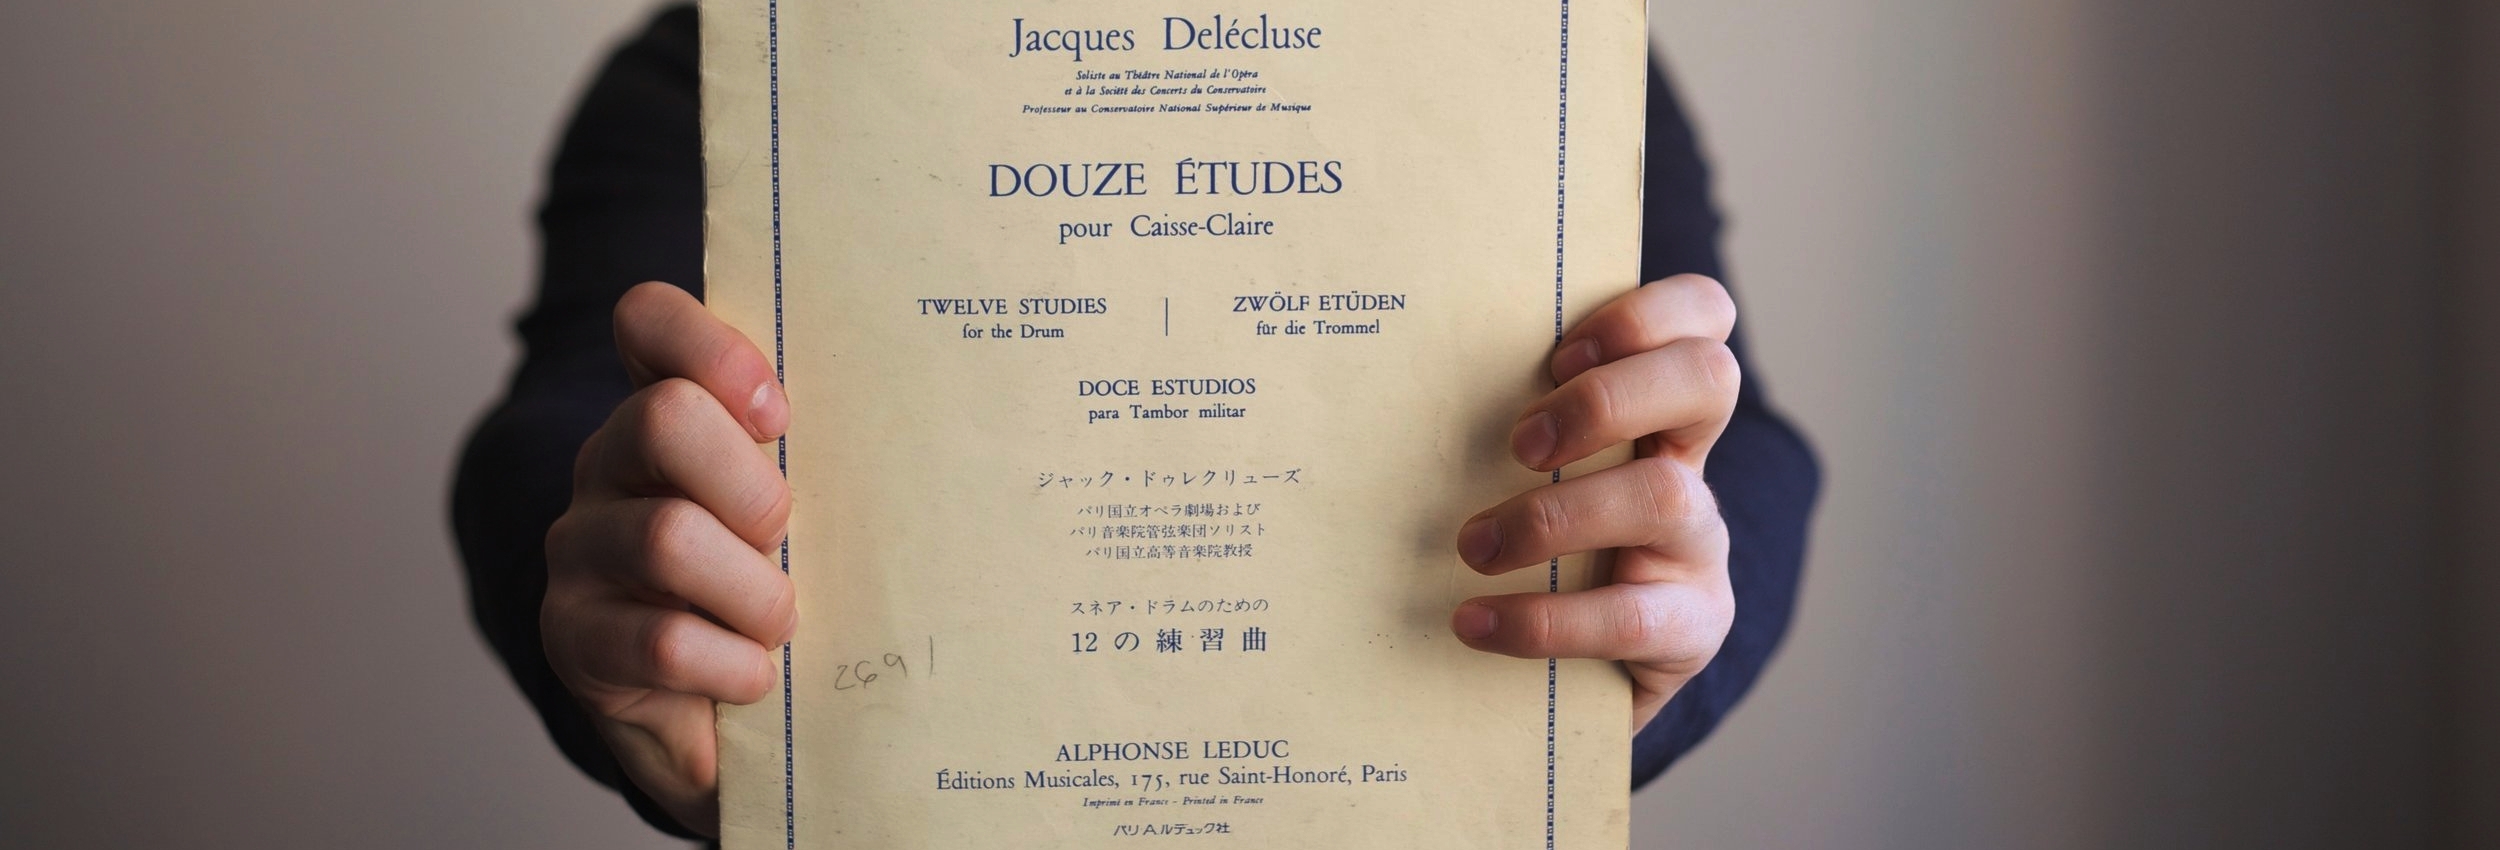 Jacques Delécluse
Soliste au Théâtre National de l'Opéra
et à la Société des Concerts du Conservatoire
Professeur au Conservatoire National Supérieur de Musique
DOUZE ÉTUDES
pour Caisse-Claire
TWELVE STUDIES
for the Drum
ZWÖLF ETÜDEN
für die Trommel
DOCE ESTUDIOS
para Tambor militar
ジャック・ドゥレクリューズ
パリ国立オペラ劇場および
パリ音楽院管弦楽団ソリスト
パリ国立高等音楽院教授
スネア・ドラムのための
12の練習曲
2691
ALPHONSE LEDUC
Éditions Musicales, 175, rue Saint-Honoré, Paris
Imprimé en France - Printed in France
パリ A.ルデュック社